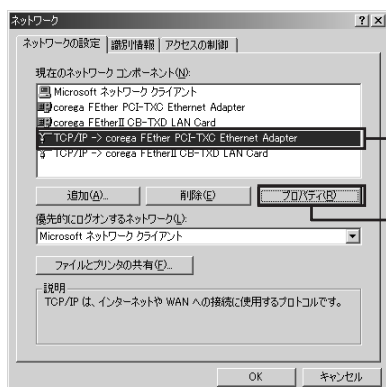 ネットワーク
ネットワークの設定 識別情報 アクセスの制御
現在のネットワーク コンポーネント(N):
Microsoft ネットワーク クライアント
corega FEther PCI-TXC Ethernet Adapter
corega FEtherII CB-TXD LAN Card
TCP/IP -> corega FEther PCI-TXC Ethernet Adapter
TCP/IP -> corega FEtherII CB-TXD LAN Card
追加(A)... 削除(E) プロパティ(R)
優先的にログオンするネットワーク(L):
Microsoft ネットワーク クライアント
ファイルとプリンタの共有(F)...
説明
TCP/IP は、インターネットや WAN への接続に使用するプロトコルです。
OK キャンセル